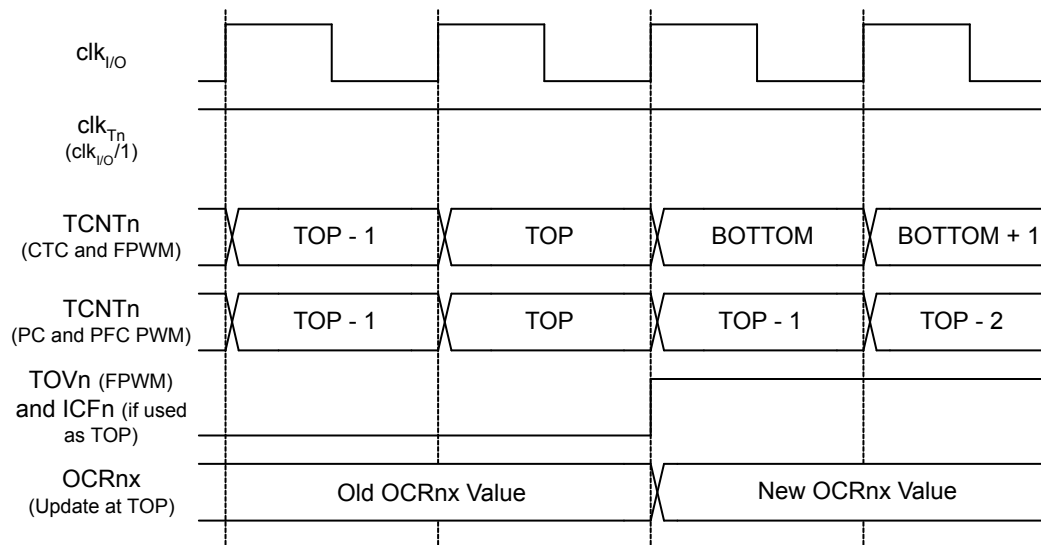 clkI/O
clkTn
(clkI/O/1)
TCNTn
(CTC and FPWM)
TOP - 1 TOP BOTTOM BOTTOM + 1
TCNTn
(PC and PFC PWM)
TOP - 1 TOP TOP - 1 TOP - 2
TOVn (FPWM)
and ICFn (if used
as TOP)
OCRnx
(Update at TOP)
Old OCRnx Value New OCRnx Value